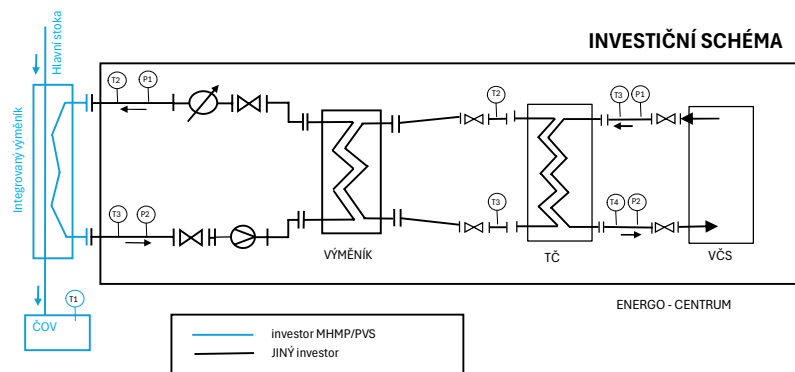 INVESTIČNÍ SCHÉMA
Hlavní stoka
Integrovaný výměník
T2
P1
T2
T3
P1
T3
P2
T3
T4
P2
VÝMĚNÍK
TČ
VČS
T1
ČOV
ENERGO - CENTRUM
investor MHMP/PVS
JINÝ investor